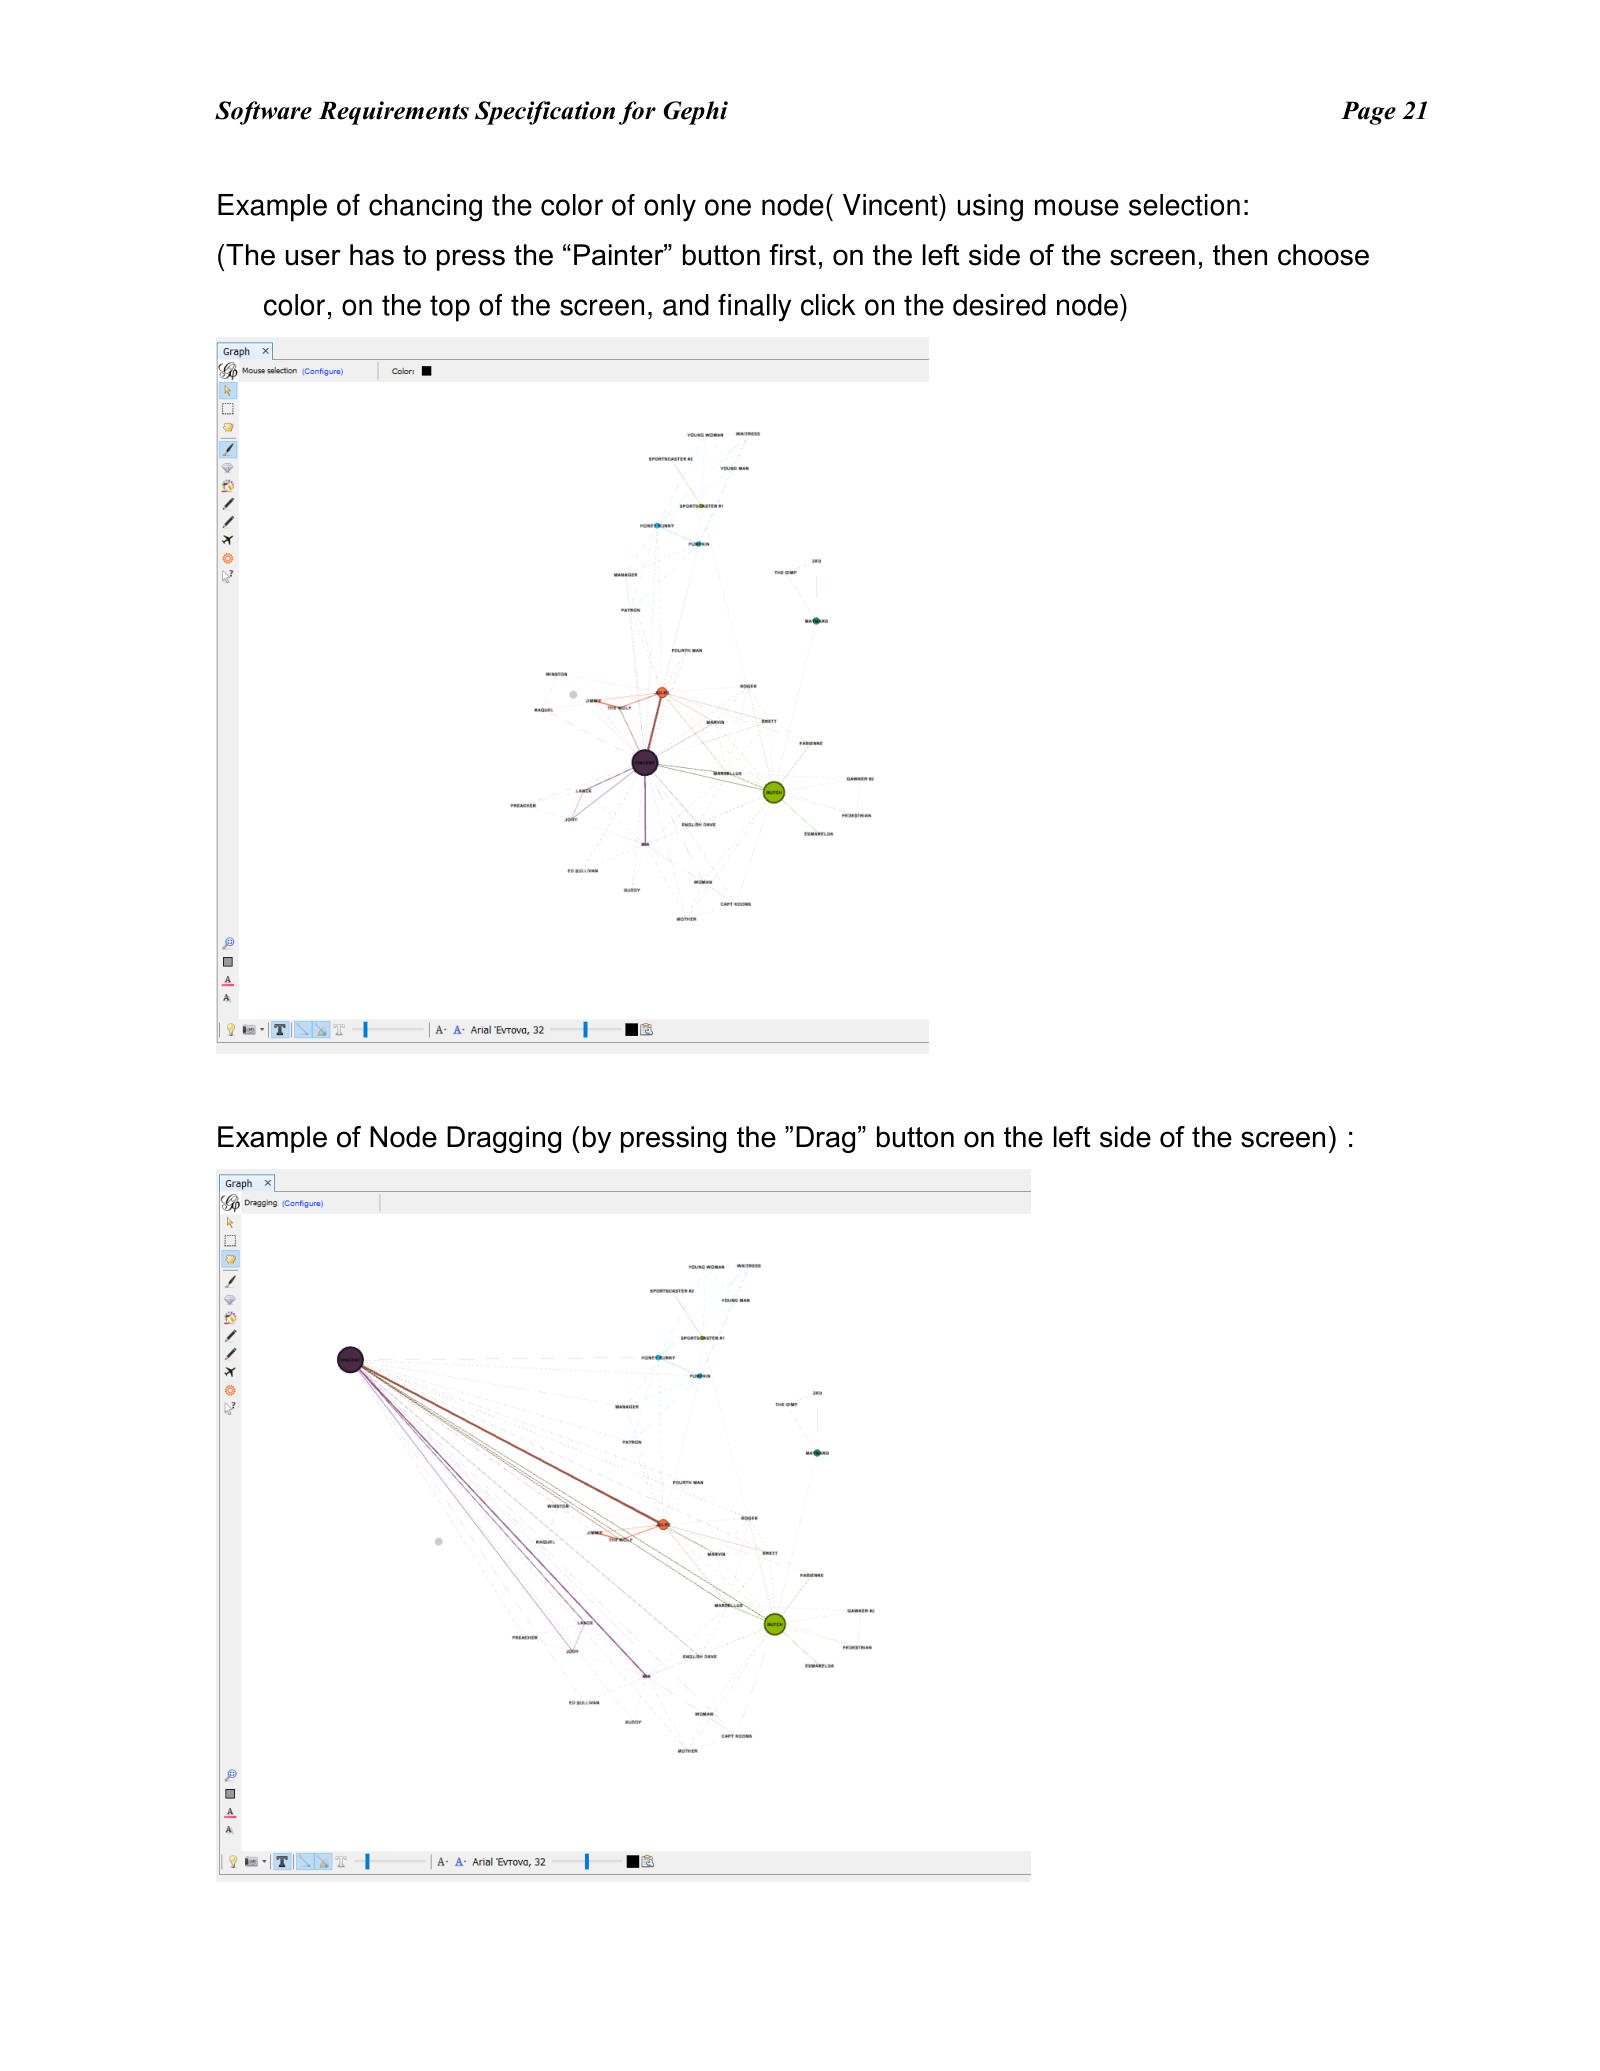 Software Requirements Specification for Gephi Page 21
Example of chancing the color of only one node( Vincent) using mouse selection:
(The user has to press the “Painter” button first, on the left side of the screen, then choose
color, on the top of the screen, and finally click on the desired node)
Graph ×
Mouse selection (Configure) Color:
YOUNG WOMAN WAITRESS
SPORTSCASTER #2
YOUNG MAN
SPORTSCASTER #1
HONEY BUNNY
PUMPKIN
ZED
THE GIMP
MANAGER
PATRON
MAYNARD
FOURTH MAN
WINSTON
ROGER
JULES
JIMMIE
THE WOLF
RAQUEL
MARVIN BRETT
FABIENNE
MARSELLUS
GAWKER #2
LANCE
BUTCH
PREACHER
JODY
PEDESTRIAN
ENGLISH DAVE
ESMARELDA
MIA
ED SULLIVAN
WOMAN
BUDDY
CAPT KOONS
MOTHER
Arial Έντονα, 32
Example of Node Dragging (by pressing the ”Drag” button on the left side of the screen) :
Graph ×
Dragging (Configure)
YOUNG WOMAN WAITRESS
SPORTSCASTER #2
YOUNG MAN
SPORTSCASTER #1
HONEY BUNNY
PUMPKIN
ZED
THE GIMP
MANAGER
PATRON
MAYNARD
FOURTH MAN
WINSTON
ROGER
JULES
JIMMIE
THE WOLF
RAQUEL
MARVIN BRETT
FABIENNE
MARSELLUS
GAWKER #2
LANCE
BUTCH
PREACHER
JODY
PEDESTRIAN
ENGLISH DAVE
ESMARELDA
MIA
ED SULLIVAN
WOMAN
BUDDY
CAPT KOONS
MOTHER
Arial Έντονα, 32